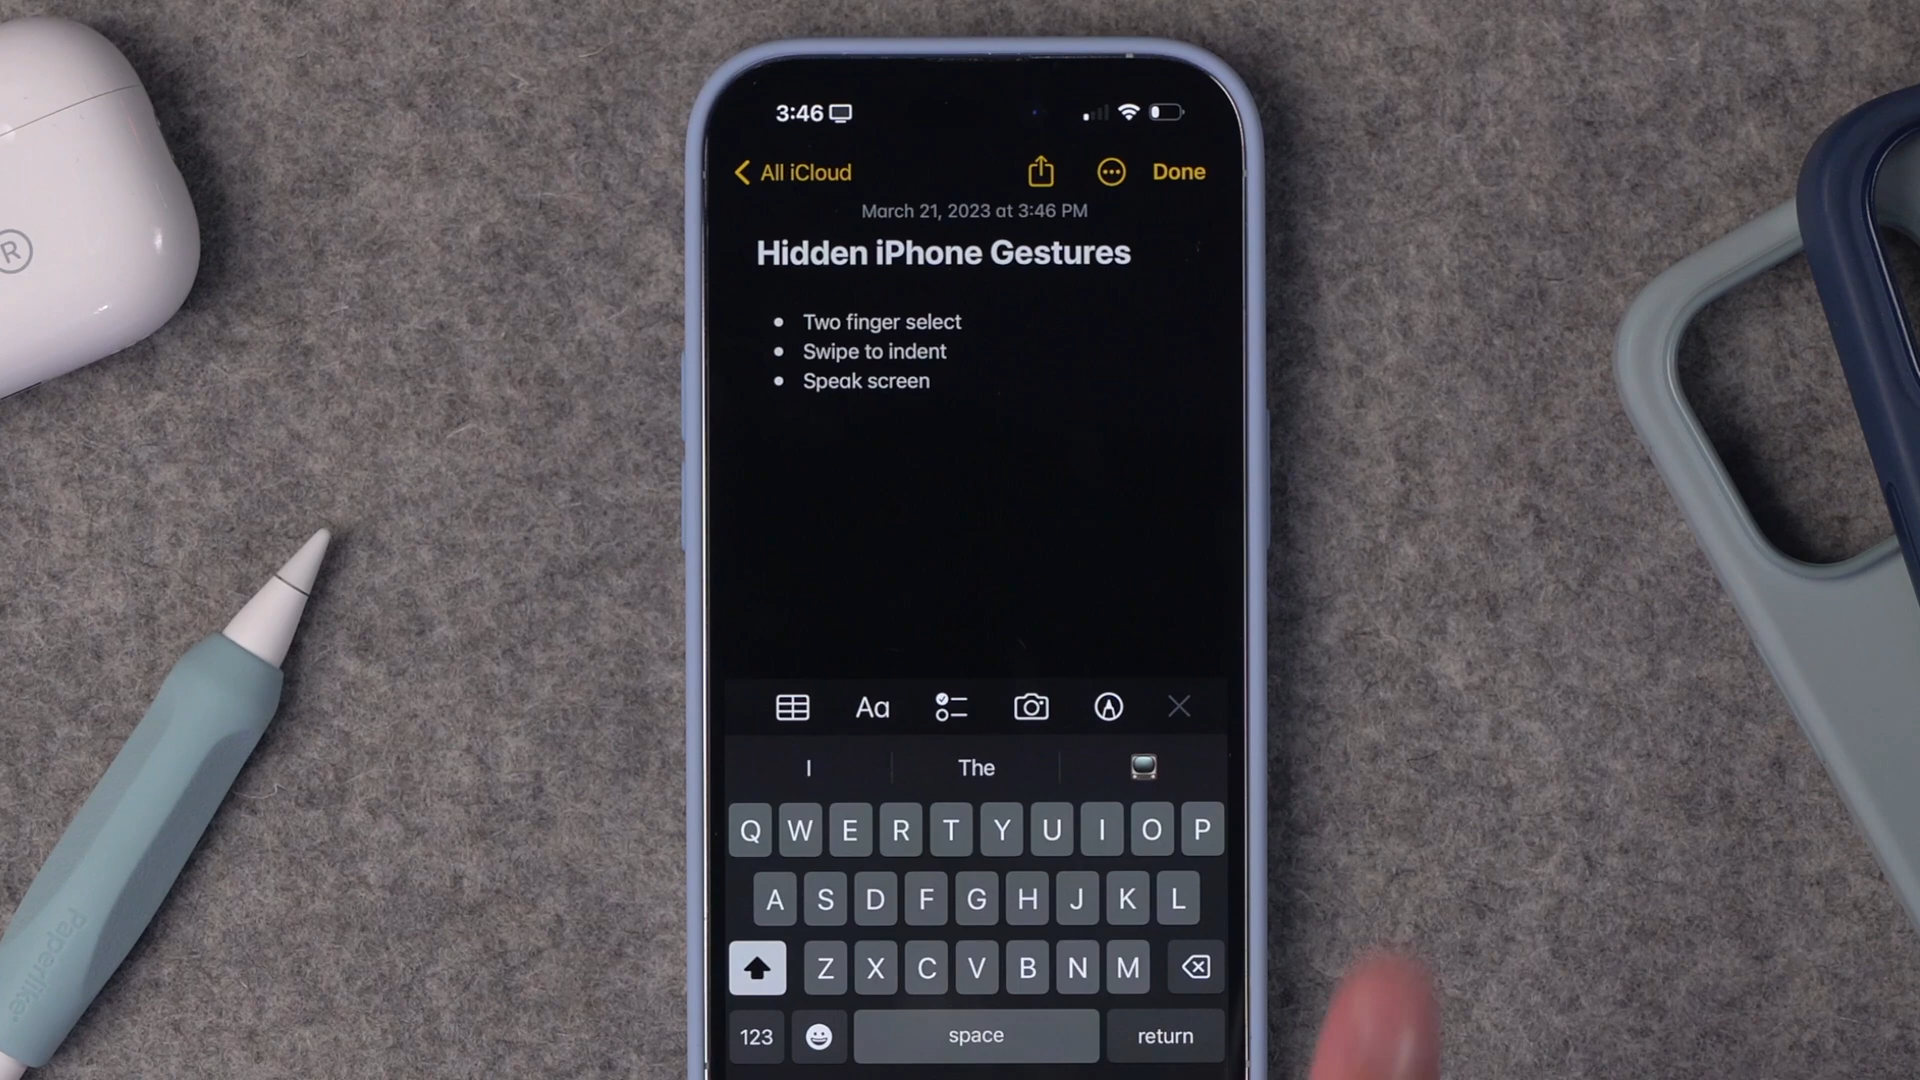 3:46
All iCloud
Done
March 21, 2023 at 3:46 PM
Hidden iPhone Gestures
• Two finger select
• Swipe to indent
• Speak screen
Aa
I The
Q W E R T Y U I O P
A S D F G H J K L
Z X C V B N M
123 space return
®
Paperlike